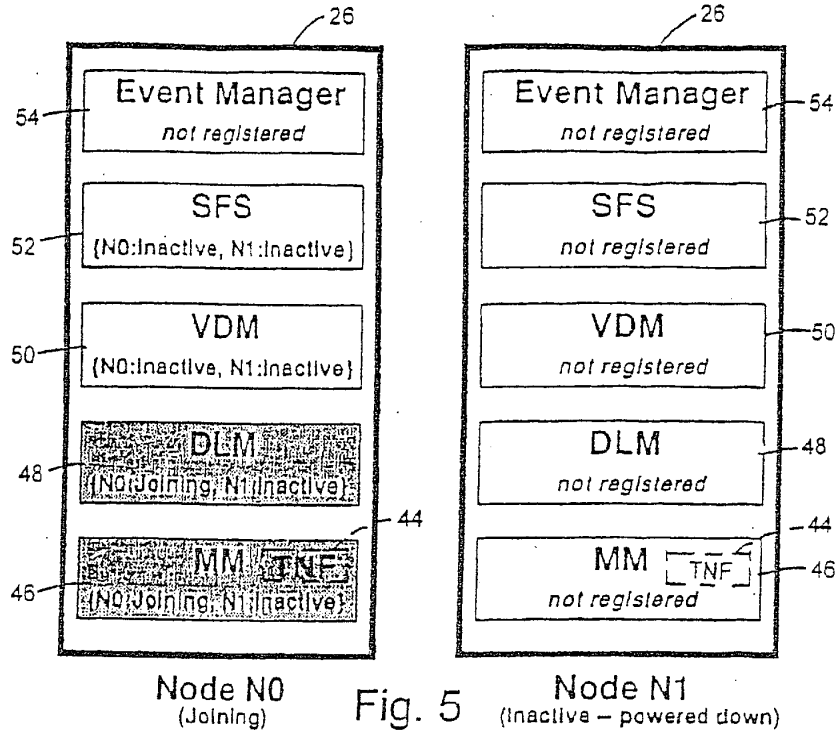 26
Event Manager
not registered
54
SFS
{N0:Inactive, N1:Inactive}
52
VDM
{N0:Inactive, N1:Inactive}
50
DLM
{N0:Joining, N1:Inactive}
48
44
MM TNF
{N0:Joining, N1:Inactive}
46
Node N0
(Joining)
26
Event Manager
not registered
54
SFS
not registered
52
VDM
not registered
50
DLM
not registered
48
44
MM TNF
not registered
46
Node N1
(Inactive – powered down)
Fig. 5